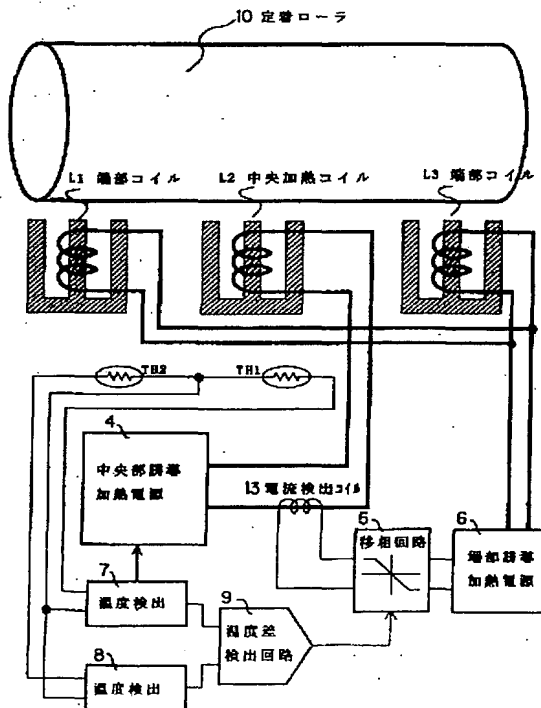 10 定着ローラ
L1 端部コイル
L2 中央加熱コイル
L3 端部コイル
TH2
TH1
4
中央部誘導
加熱電源
13電流検出コイル
5
移相回路
6
端部誘導
加熱電源
7
温度検出
9
温度差
検出回路
8
温度検出